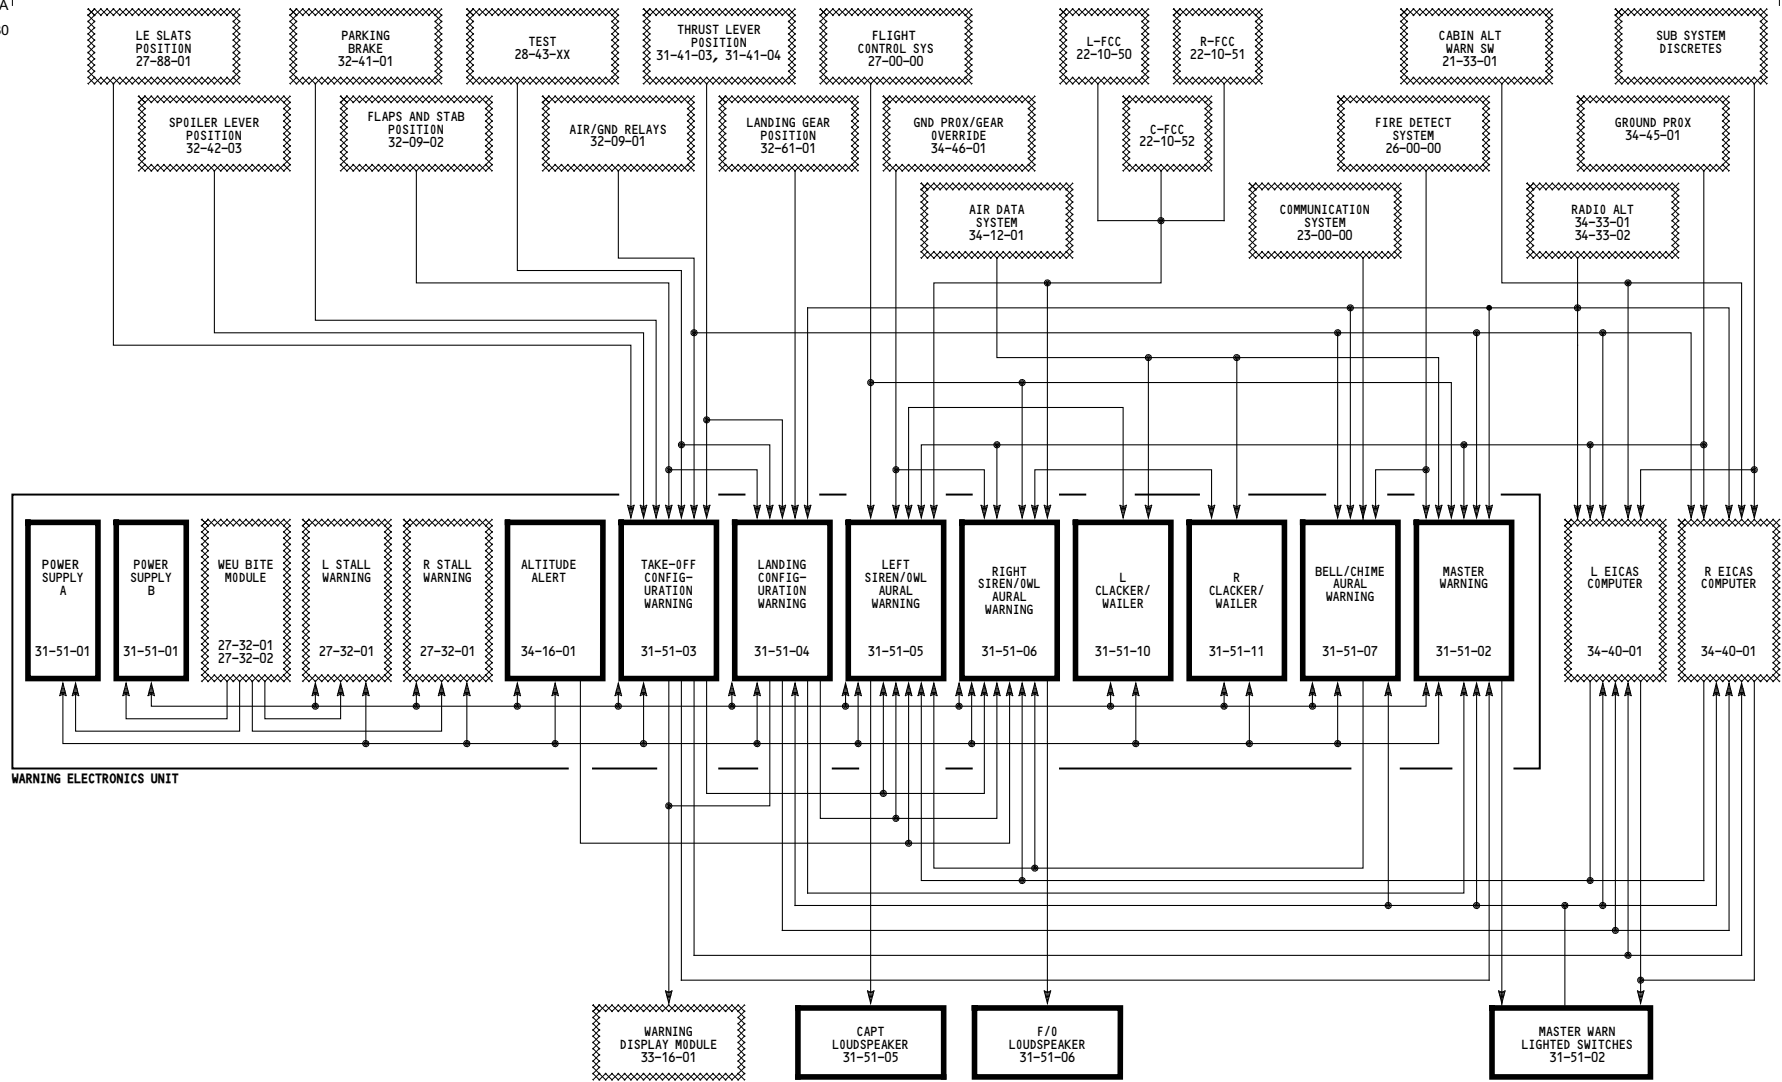 A
30
LE SLATS
POSITION
27-88-01
PARKING
BRAKE
32-41-01
TEST
28-43-XX
THRUST LEVER
POSITION
31-41-03, 31-41-04
FLIGHT
CONTROL SYS
27-00-00
L-FCC
22-10-50
R-FCC
22-10-51
CABIN ALT
WARN SW
21-33-01
SUB SYSTEM
DISCRETES
SPOILER LEVER
POSITION
32-42-03
FLAPS AND STAB
POSITION
32-09-02
AIR/GND RELAYS
32-09-01
LANDING GEAR
POSITION
32-61-01
GND PROX/GEAR
OVERRIDE
34-46-01
C-FCC
22-10-52
FIRE DETECT
SYSTEM
26-00-00
GROUND PROX
34-45-01
AIR DATA
SYSTEM
34-12-01
COMMUNICATION
SYSTEM
23-00-00
RADIO ALT
34-33-01
34-33-02
POWER
SUPPLY
A
31-51-01
POWER
SUPPLY
B
31-51-01
WEU BITE
MODULE
27-32-01
27-32-02
L STALL
WARNING
27-32-01
R STALL
WARNING
27-32-01
ALTITUDE
ALERT
34-16-01
TAKE-OFF
CONFIG-
URATION
WARNING
31-51-03
LANDING
CONFIG-
URATION
WARNING
31-51-04
LEFT
SIREN/OWL
AURAL
WARNING
31-51-05
RIGHT
SIREN/OWL
AURAL
WARNING
31-51-06
L
CLACKER/
WAILER
31-51-10
R
CLACKER/
WAILER
31-51-11
BELL/CHIME
AURAL
WARNING
31-51-07
MASTER
WARNING
31-51-02
L EICAS
COMPUTER
34-40-01
R EICAS
COMPUTER
34-40-01
WARNING ELECTRONICS UNIT
WARNING
DISPLAY MODULE
33-16-01
CAPT
LOUDSPEAKER
31-51-05
F/O
LOUDSPEAKER
31-51-06
MASTER WARN
LIGHTED SWITCHES
31-51-02